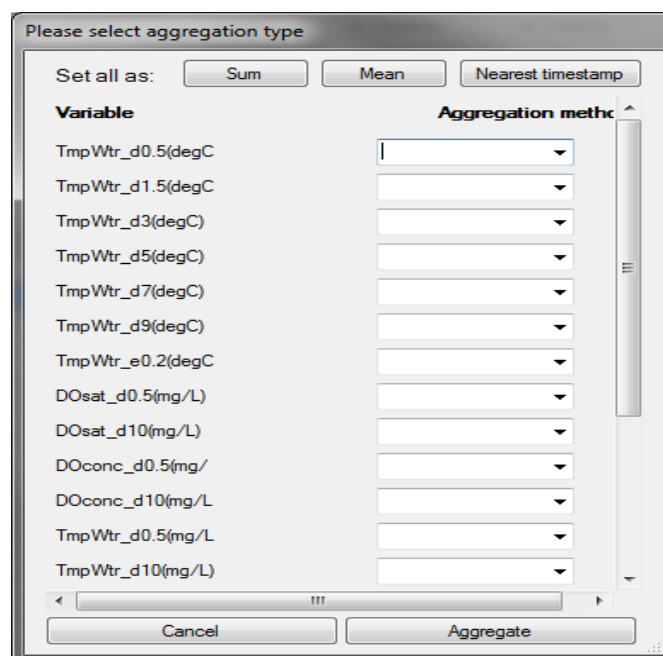 Please select aggregation type
Set all as: Sum Mean Nearest timestamp
Variable Aggregation methc
TmpWtr_d0.5(degC
TmpWtr_d1.5(degC
TmpWtr_d3(degC)
TmpWtr_d5(degC)
TmpWtr_d7(degC)
TmpWtr_d9(degC)
TmpWtr_e0.2(degC
DOsat_d0.5(mg/L)
DOsat_d10(mg/L)
DOconc_d0.5(mg/
DOconc_d10(mg/L
TmpWtr_d0.5(mg/L
TmpWtr_d10(mg/L)
Cancel Aggregate